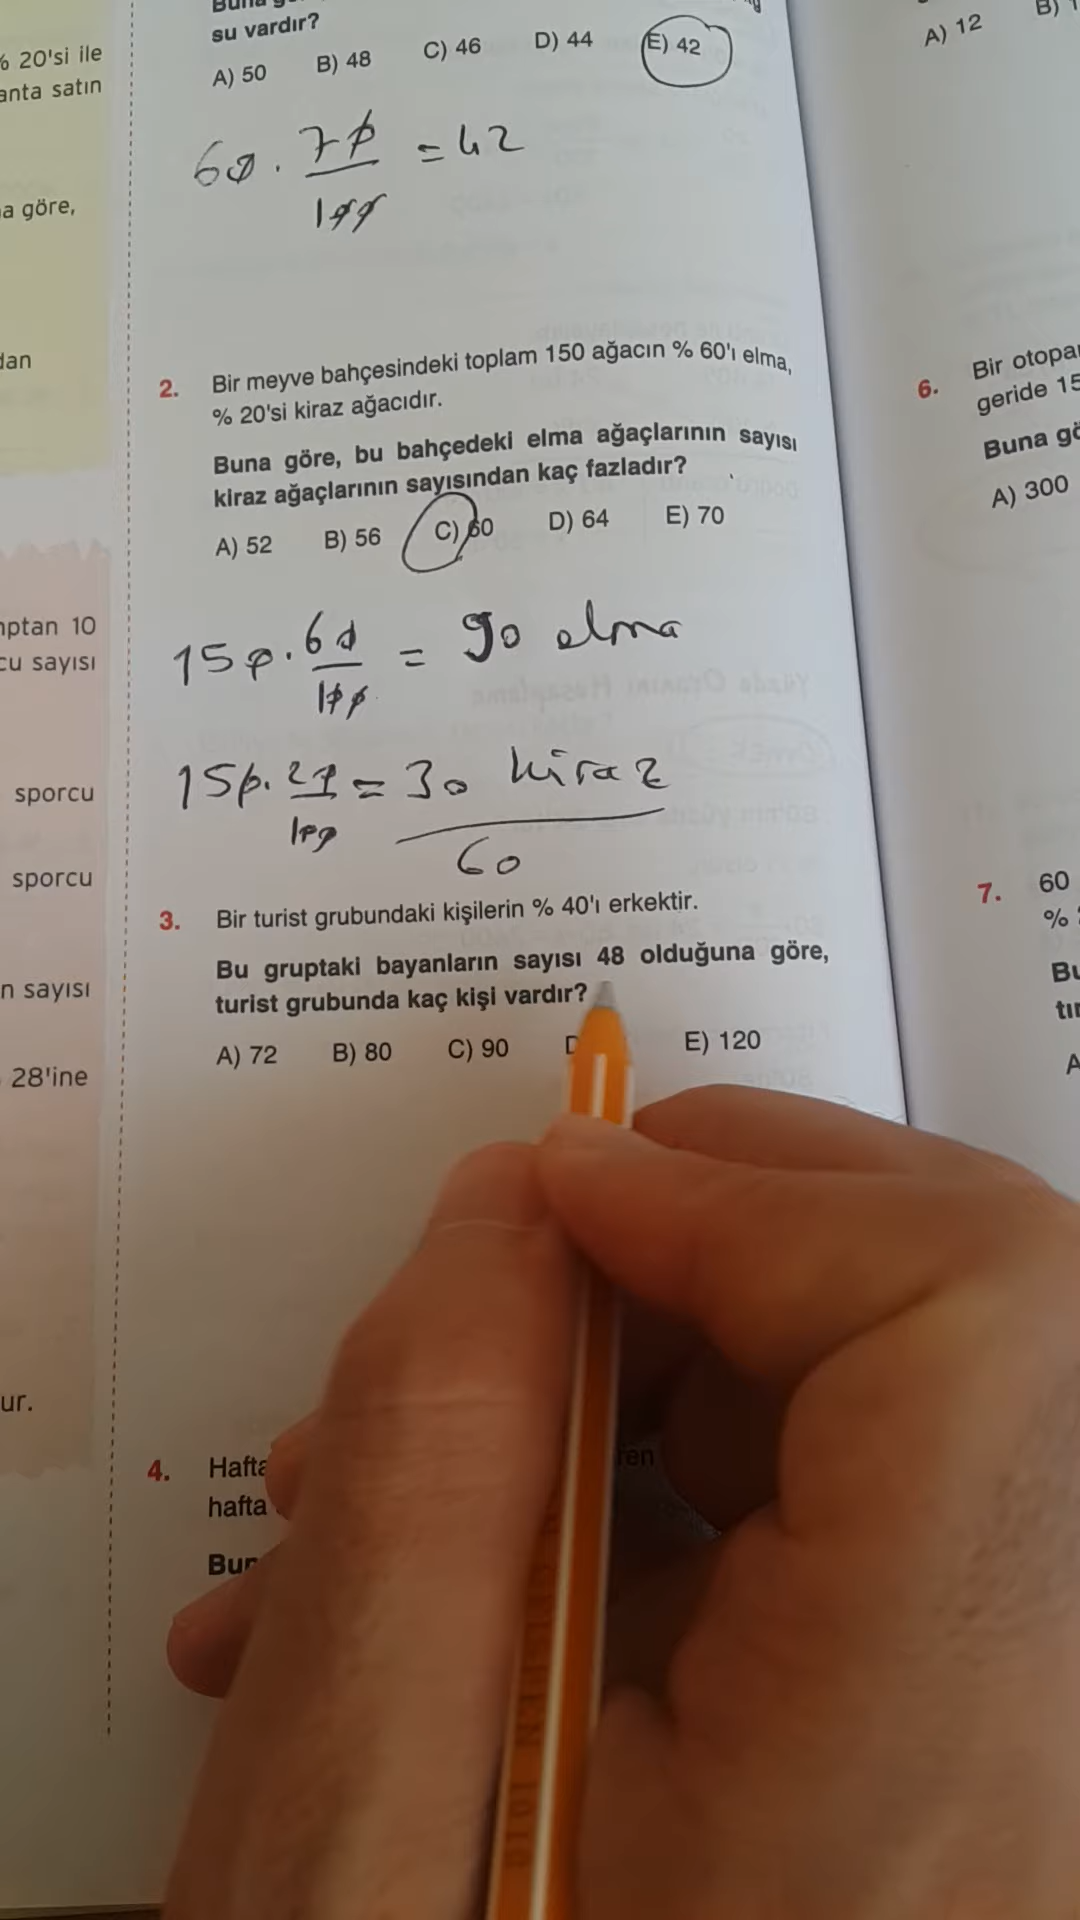 % 20'si ile
anta satın
a göre,
dan
ptan 10
cu sayısı
sporcu
sporcu
n sayısı
28'ine
ur.
su vardır?
A) 50 B) 48 C) 46 D) 44 E) 42
60 . 70 = 42
100
2. Bir meyve bahçesindeki toplam 150 ağacın % 60'ı elma,
% 20'si kiraz ağacıdır.
Buna göre, bu bahçedeki elma ağaçlarının sayısı
kiraz ağaçlarının sayısından kaç fazladır?
A) 52 B) 56 C) 60 D) 64 E) 70
150 . 60 = 90 elma
100
150 . 20 = 30 kiraz
100
60
3. Bir turist grubundaki kişilerin % 40'ı erkektir.
Bu gruptaki bayanların sayısı 48 olduğuna göre,
turist grubunda kaç kişi vardır?
A) 72 B) 80 C) 90 E) 120
4. Hafta
hafta
A) 12 B)
6. Bir otopa
geride 15
Buna gö
A) 300
7. 60
%
Bu
A